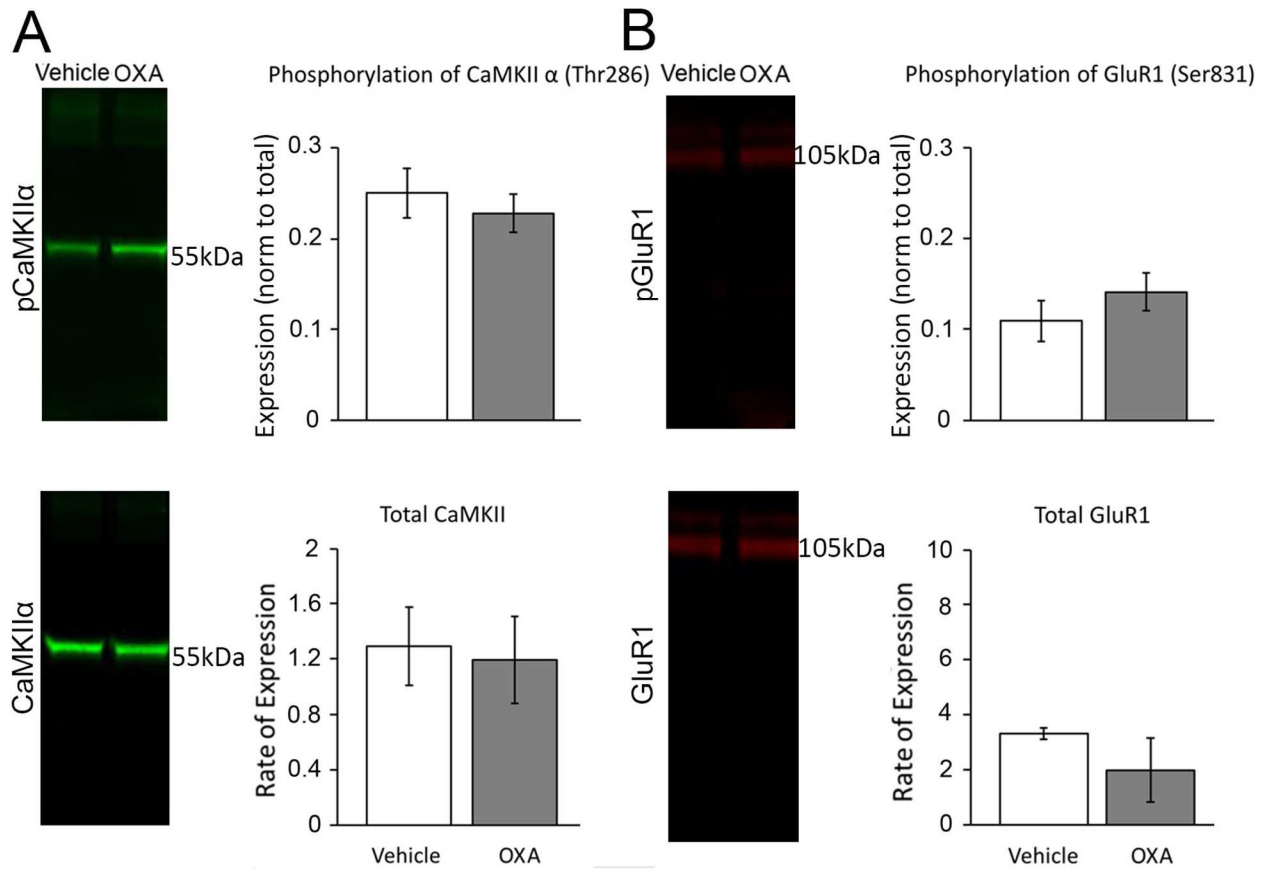 A
Vehicle OXA
pCaMKIIα
55kDa
Phosphorylation of CaMKII α (Thr286)
Expression (norm to total)
0.3
0.2
0.1
0
CaMKIIα
55kDa
Total CaMKII
Rate of Expression
2
1.6
1.2
0.8
0.4
0
Vehicle OXA
B
Vehicle OXA
pGluR1
105kDa
Phosphorylation of GluR1 (Ser831)
Expression (norm to total)
0.3
0.2
0.1
0
GluR1
105kDa
Total GluR1
Rate of Expression
10
8
6
4
2
0
Vehicle OXA